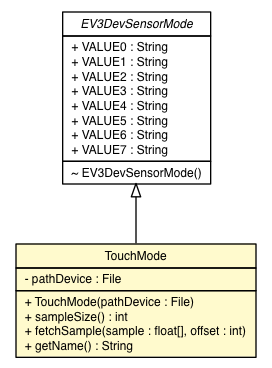 EV3DevSensorMode
+ VALUE0 : String
+ VALUE1 : String
+ VALUE2 : String
+ VALUE3 : String
+ VALUE4 : String
+ VALUE5 : String
+ VALUE6 : String
+ VALUE7 : String
~ EV3DevSensorMode()
TouchMode
- pathDevice : File
+ TouchMode(pathDevice : File)
+ sampleSize() : int
+ fetchSample(sample : float[], offset : int)
+ getName() : String